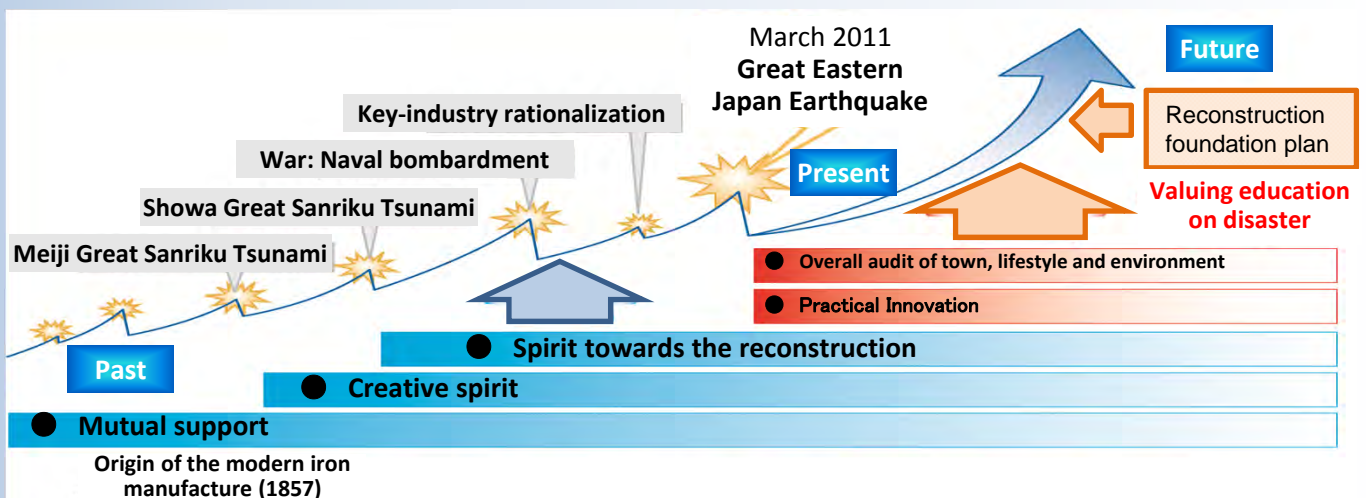 March 2011
Great Eastern
Japan Earthquake
Future
Key-industry rationalization
Reconstruction
foundation plan
War: Naval bombardment
Present
Valuing education
on disaster
Showa Great Sanriku Tsunami
Meiji Great Sanriku Tsunami
● Overall audit of town, lifestyle and environment
● Practical Innovation
● Spirit towards the reconstruction
Past
● Creative spirit
● Mutual support
Origin of the modern iron
manufacture (1857)